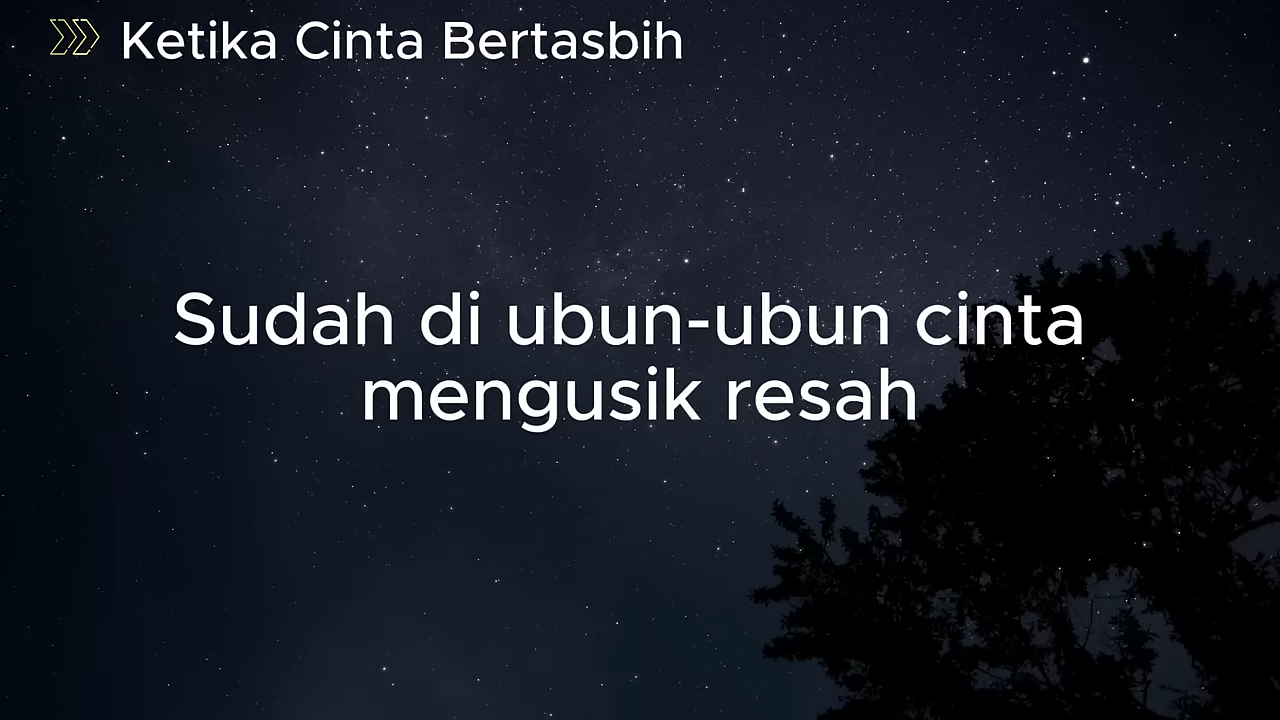 Ketika Cinta Bertasbih
Sudah di ubun-ubun cinta
mengusik resah